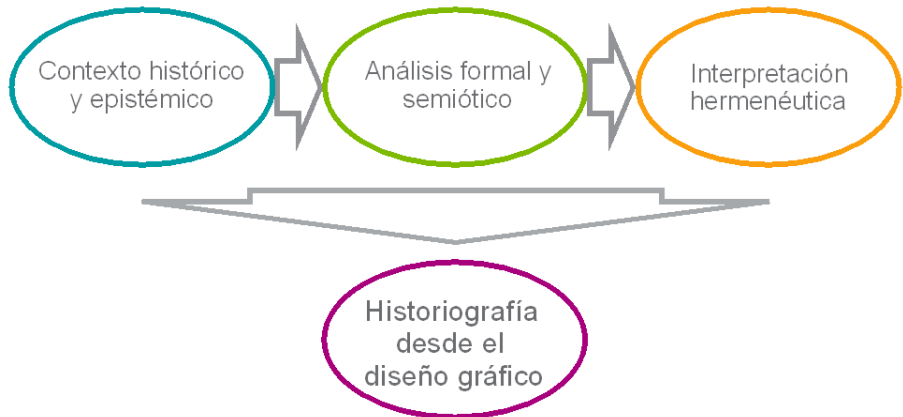 Contexto histórico
y epistémico
Análisis formal y
semiótico
Interpretación
hermenéutica
Historiografía
desde el
diseño gráfico